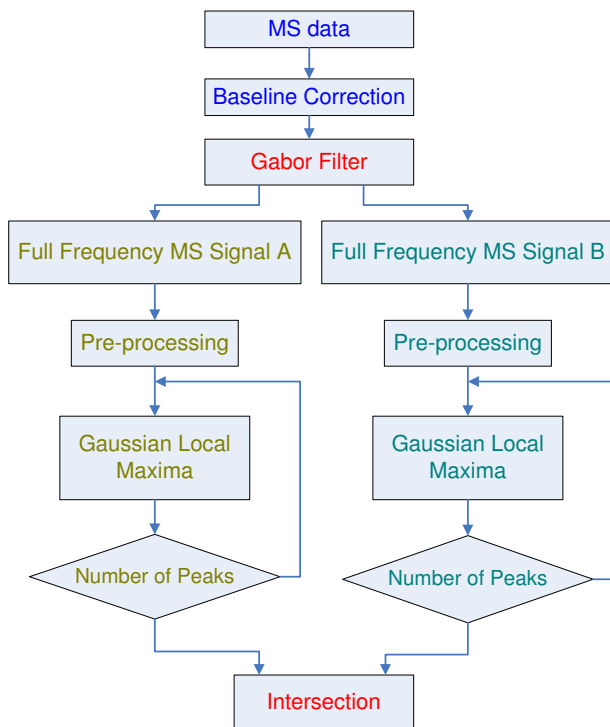 MS data
Baseline Correction
Gabor Filter
Full Frequency MS Signal A
Full Frequency MS Signal B
Pre-processing
Pre-processing
Gaussian Local
Maxima
Gaussian Local
Maxima
Number of Peaks
Number of Peaks
Intersection